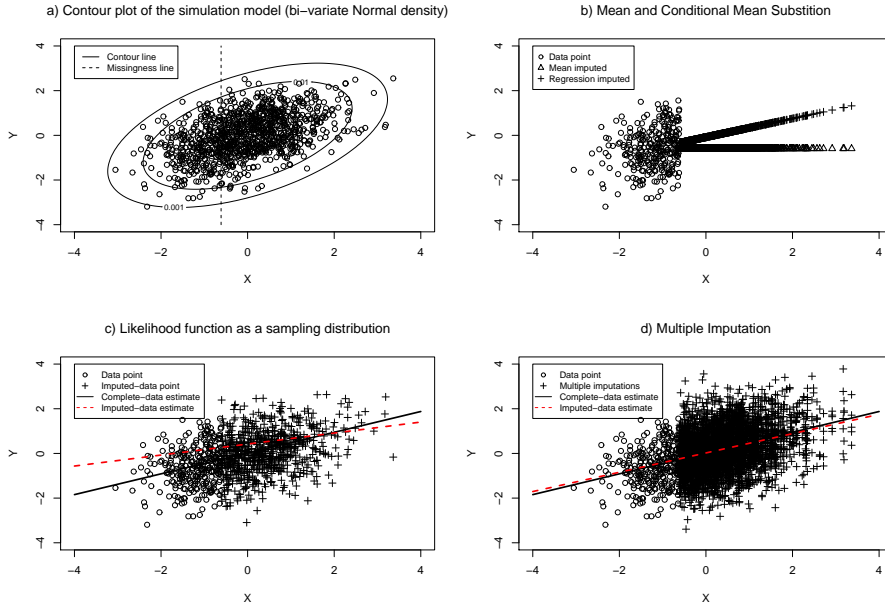 a) Contour plot of the simulation model (bi−variate Normal density)
Contour line
Missingness line
0.01
0.001
Y
4
2
0
−2
−4
−4 −2 0 2 4
X
b) Mean and Conditional Mean Substition
Data point
Mean imputed
Regression imputed
Y
4
2
0
−2
−4
−4 −2 0 2 4
X
c) Likelihood function as a sampling distribution
Data point
Imputed−data point
Complete−data estimate
Imputed−data estimate
Y
4
2
0
−2
−4
−4 −2 0 2 4
X
d) Multiple Imputation
Data point
Multiple imputations
Complete−data estimate
Imputed−data estimate
Y
4
2
0
−2
−4
−4 −2 0 2 4
X